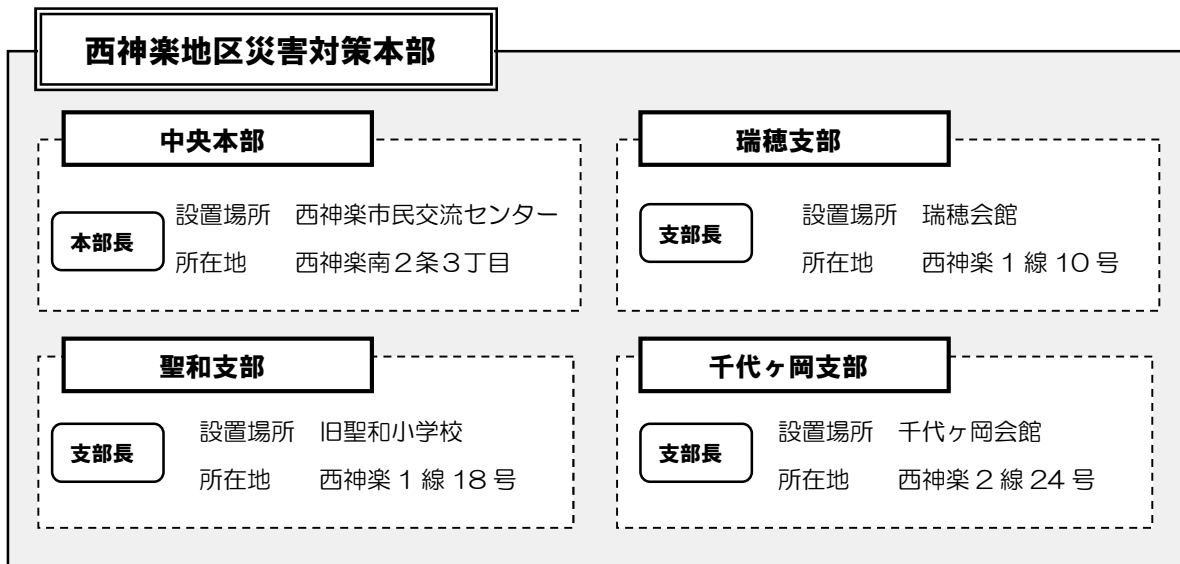 西神楽地区災害対策本部
中央本部
本部長
設置場所 西神楽市民交流センター
所在地 西神楽南2条3丁目
瑞穂支部
支部長
設置場所 瑞穂会館
所在地 西神楽1線10号
聖和支部
支部長
設置場所 旧聖和小学校
所在地 西神楽1線18号
千代ヶ岡支部
支部長
設置場所 千代ヶ岡会館
所在地 西神楽2線24号